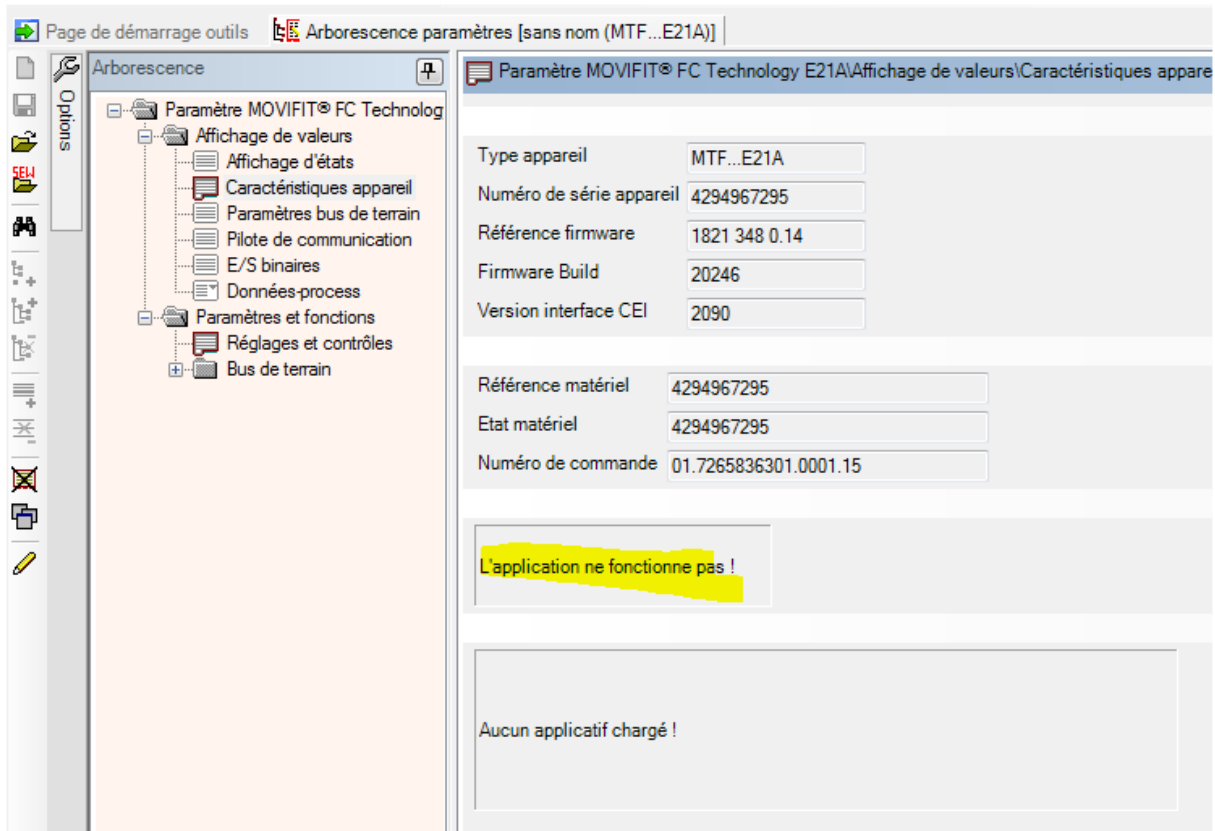 Page de démarrage outils
Arborescence paramètres [sans nom (MTF...E21A)]
Options
SEW
Arborescence
Paramètre MOVIFIT® FC Technolog
Affichage de valeurs
Affichage d'états
Caractéristiques appareil
Paramètres bus de terrain
Pilote de communication
E/S binaires
Données-process
Paramètres et fonctions
Réglages et contrôles
Bus de terrain
Paramètre MOVIFIT® FC Technology E21A\Affichage de valeurs\Caractéristiques appare
Type appareil MTF...E21A
Numéro de série appareil 4294967295
Référence firmware 1821 348 0.14
Firmware Build 20246
Version interface CEI 2090
Référence matériel 4294967295
Etat matériel 4294967295
Numéro de commande 01.7265836301.0001.15
L'application ne fonctionne pas !
Aucun applicatif chargé !